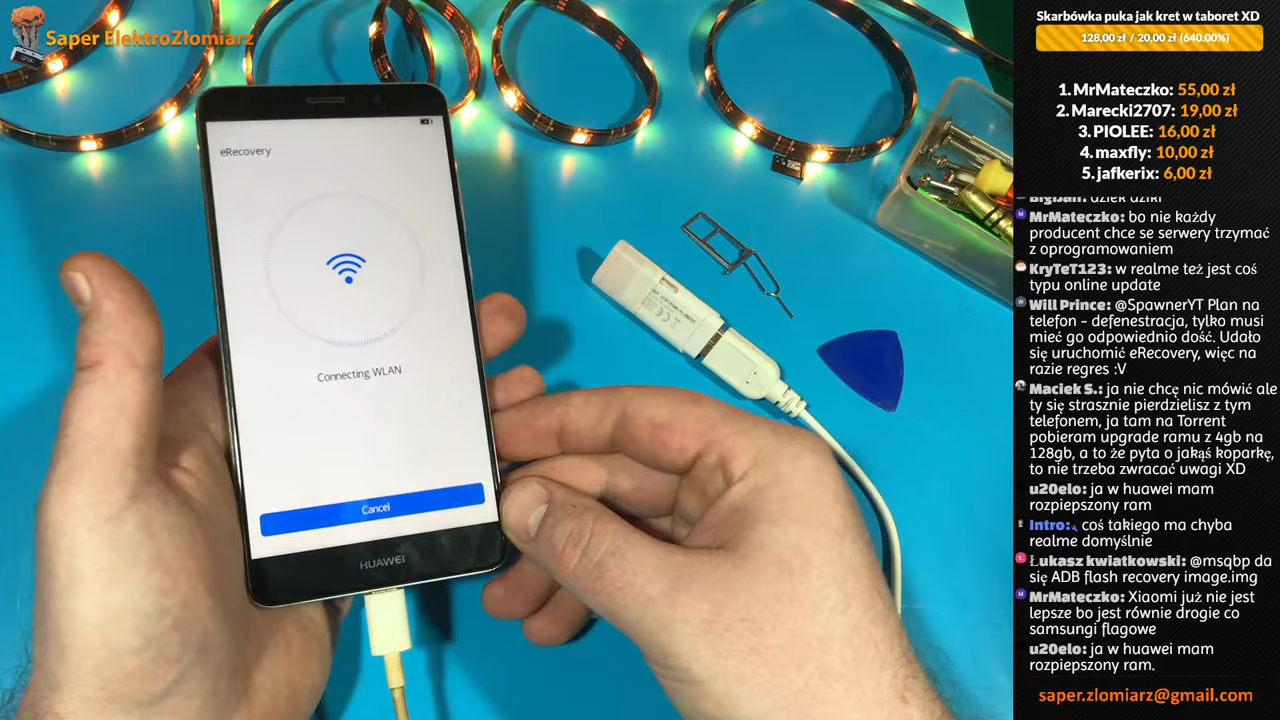 Saper ElektroZłomiarz
eRecovery
Connecting WLAN
Cancel
HUAWEI
Skarbówka puka jak kret w taboret XD
128,00 zł / 20,00 zł (640.00%)
1. MrMateczko: 55,00 zł
2. Marecki2707: 19,00 zł
3. PIOLEE: 16,00 zł
4. maxfly: 10,00 zł
5. jafkerix: 6,00 zł
MrMateczko: bo nie każdy
producent chce se serwery trzymać
z oprogramowaniem
KryTeT123: w realme też jest coś
typu online update
Will Prince: @SpawnerYT Plan na
telefon - defenestracja, tylko musi
mieć go odpowiednio dość. Udało
się uruchomić eRecovery, więc na
razie regres :V
Maciek S.: ja nie chcę nic mówić ale
ty się strasznie pierdzielisz z tym
telefonem, ja tam na Torrent
pobieram upgrade ramu z 4gb na
128gb, a to że pyta o jakąś koparkę,
to nie trzeba zwracać uwagi XD
u20elo: ja w huawei mam
rozpiepszony ram
Intro: coś takiego ma chyba
realme domyślnie
Łukasz kwiatkowski: @msqbp da
się ADB flash recovery image.img
MrMateczko: Xiaomi już nie jest
lepsze bo jest równie drogie co
samsungi flagowe
u20elo: ja w huawei mam
rozpiepszony ram.
saper.zlomiarz@gmail.com